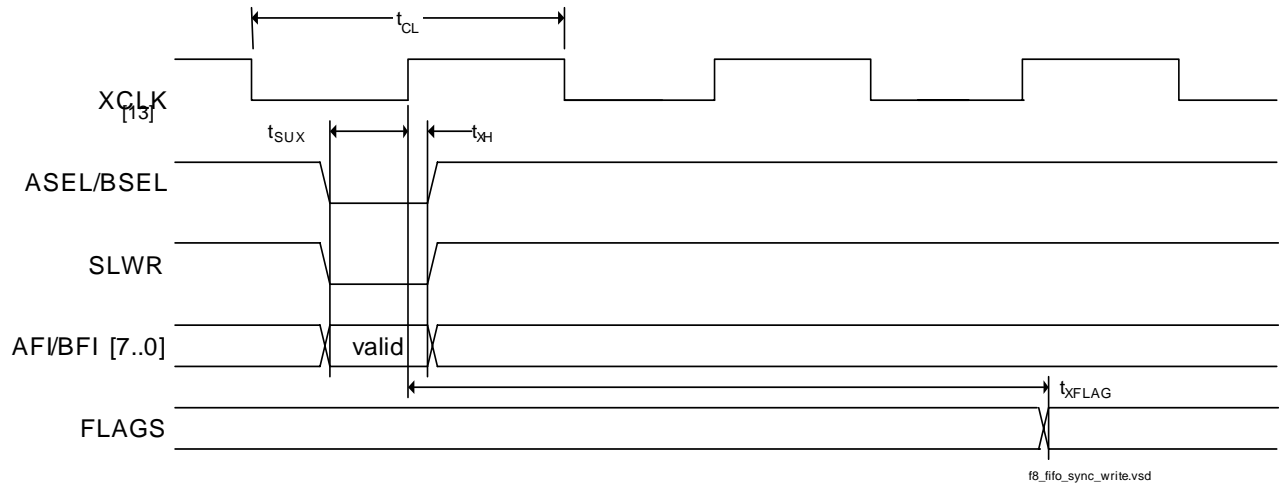 tCL
XCLK
[13]
tSUX
tXH
ASEL/BSEL
SLWR
AFI/BFI [7..0]
valid
tXFLAG
FLAGS
f8_fifo_sync_write.vsd